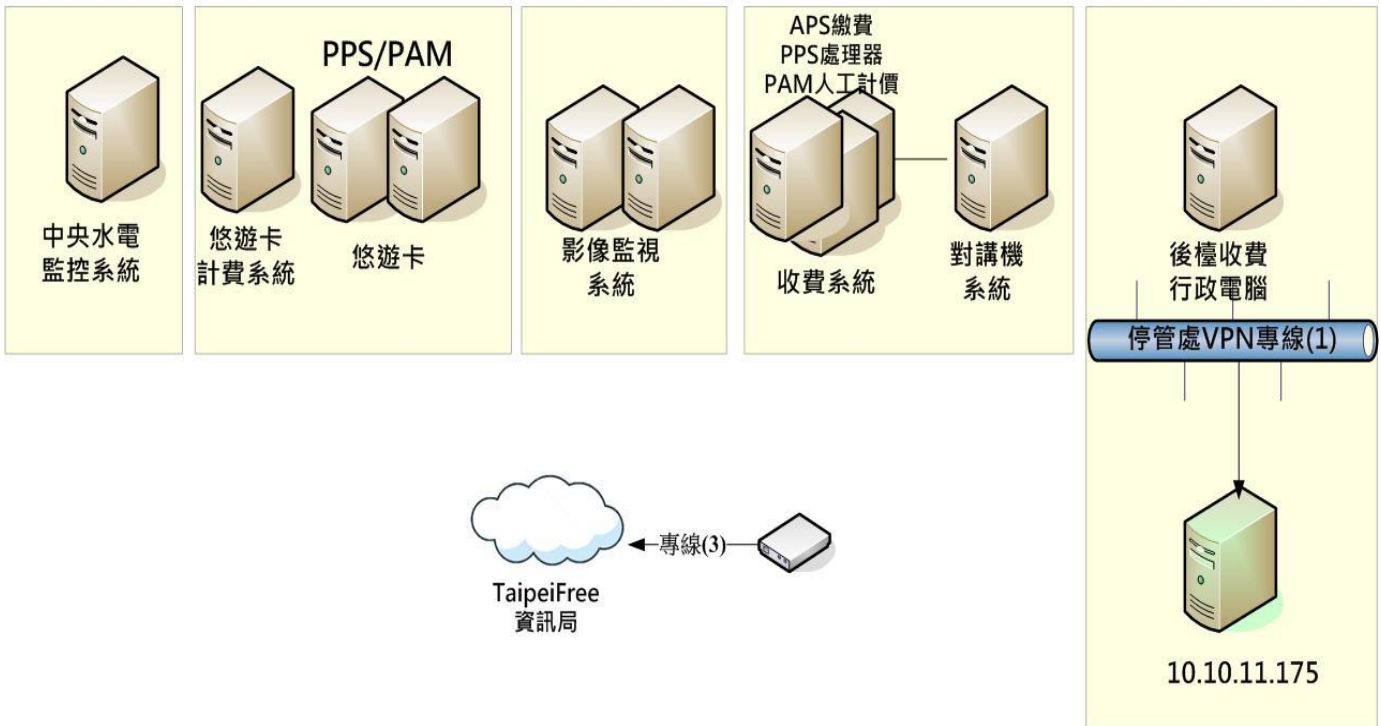 中央水電
監控系統
PPS/PAM
悠遊卡
計費系統
悠遊卡
影像監視
系統
APS繳費
PPS處理器
PAM人工計價
收費系統
對講機
系統
後檯收費
行政電腦
停管處VPN專線(1)
10.10.11.175
專線(3)
TaipeiFree
資訊局